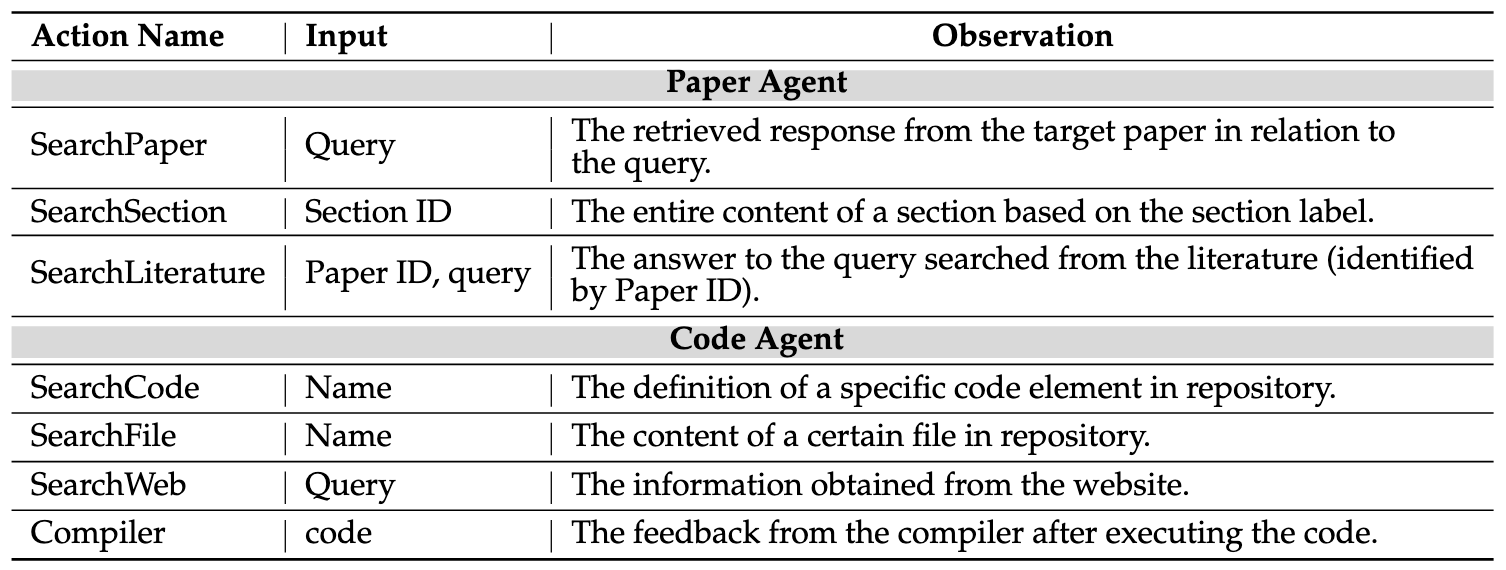 Action Name Input Observation
Paper Agent
SearchPaper Query The retrieved response from the target paper in relation to
the query.
SearchSection Section ID The entire content of a section based on the section label.
SearchLiterature Paper ID, query The answer to the query searched from the literature (identified
by Paper ID).
Code Agent
SearchCode Name The definition of a specific code element in repository.
SearchFile Name The content of a certain file in repository.
SearchWeb Query The information obtained from the website.
Compiler code The feedback from the compiler after executing the code.